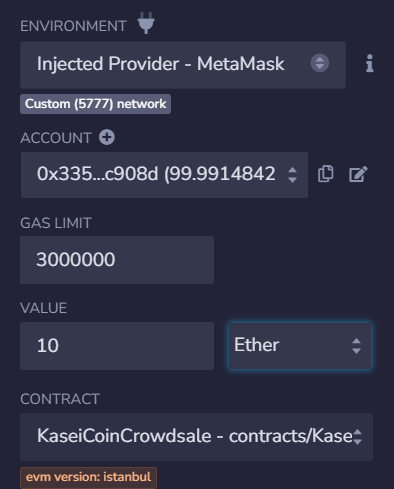 ENVIRONMENT
Injected Provider - MetaMask
Custom (5777) network
ACCOUNT
0x335...c908d (99.9914842
GAS LIMIT
3000000
VALUE
10 Ether
CONTRACT
KaseiCoinCrowdsale - contracts/Kase
evm version: istanbul